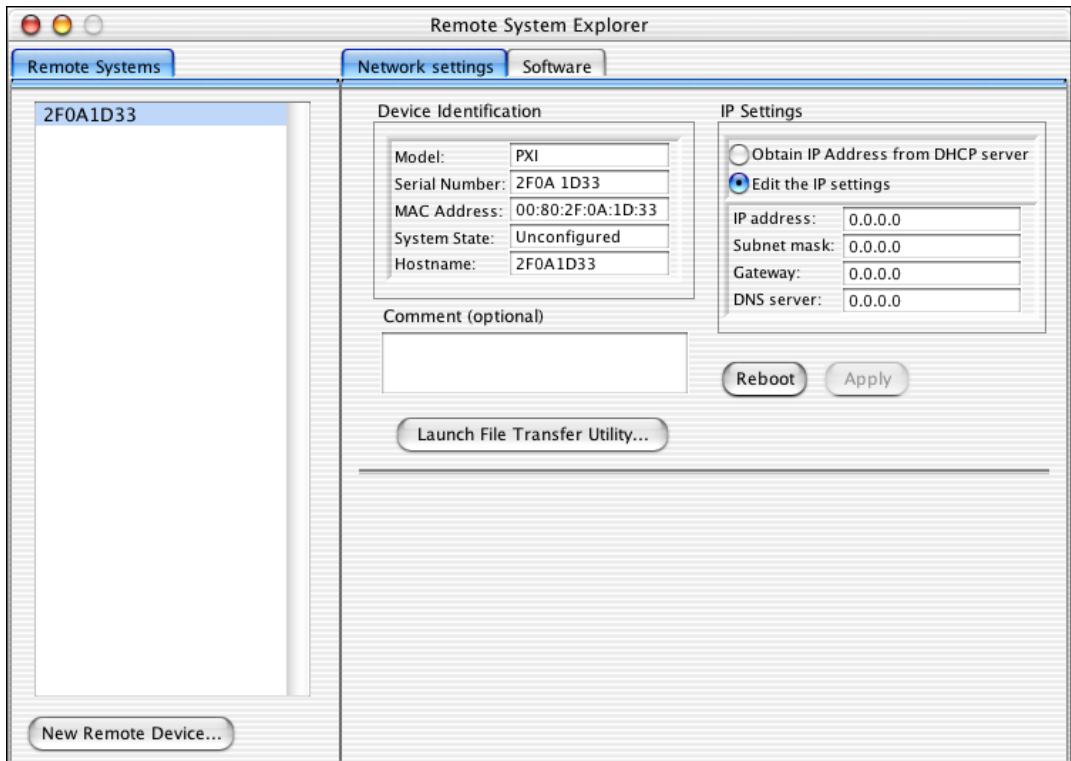 Remote System Explorer
Remote Systems
Network settings
Software
2F0A1D33
Device Identification
Model: PXI
Serial Number: 2F0A 1D33
MAC Address: 00:80:2F:0A:1D:33
System State: Unconfigured
Hostname: 2F0A1D33
Comment (optional)
Launch File Transfer Utility...
IP Settings
Obtain IP Address from DHCP server
Edit the IP settings
IP address: 0.0.0.0
Subnet mask: 0.0.0.0
Gateway: 0.0.0.0
DNS server: 0.0.0.0
Reboot
Apply
New Remote Device...